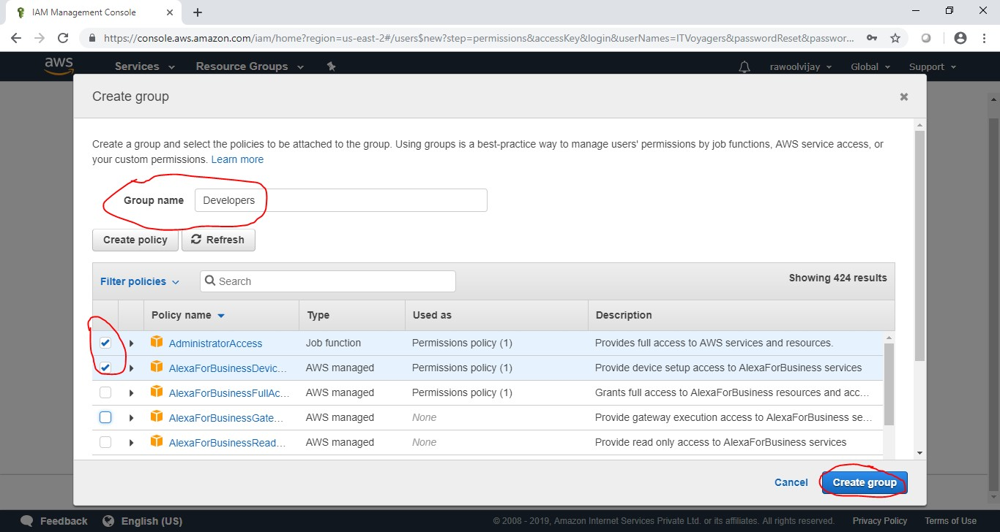 IAM Management Console
https://console.aws.amazon.com/iam/home?region=us-east-2#/users$new?step=permissions&accessKey&login&userNames=ITVoyagers&passwordReset&passwor...
aws Services Resource Groups rawoolvijay Global Support
Create group
Create a group and select the policies to be attached to the group. Using groups is a best-practice way to manage users' permissions by job functions, AWS service access, or
your custom permissions. Learn more
Group name Developers
Create policy Refresh
Filter policies Search Showing 424 results
Policy name Type Used as Description
AdministratorAccess Job function Permissions policy (1) Provides full access to AWS services and resources.
AlexaForBusinessDevic... AWS managed Permissions policy (1) Provide device setup access to AlexaForBusiness services
AlexaForBusinessFullAc... AWS managed Permissions policy (1) Grants full access to AlexaForBusiness resources and acc...
AlexaForBusinessGate... AWS managed None Provide gateway execution access to AlexaForBusiness se...
AlexaForBusinessRead... AWS managed None Provide read only access to AlexaForBusiness services
Cancel Create group
Feedback English (US) © 2008 - 2019, Amazon Internet Services Private Ltd. or its affiliates. All rights reserved. Privacy Policy Terms of Use